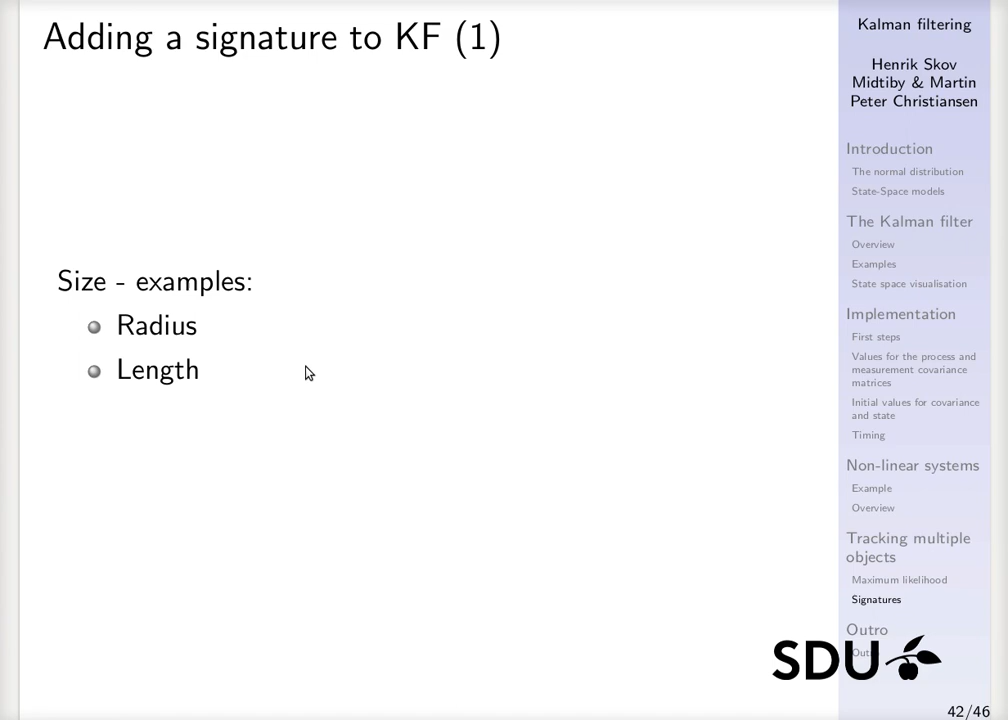 Adding a signature to KF (1)
Size - examples:
Radius
Length
Kalman filtering
Henrik Skov
Midtiby & Martin
Peter Christiansen
Introduction
The normal distribution
State-Space models
The Kalman filter
Overview
Examples
State space visualisation
Implementation
First steps
Values for the process and
measurement covariance
matrices
Initial values for covariance
and state
Timing
Non-linear systems
Example
Overview
Tracking multiple
objects
Maximum likelihood
Signatures
Outro
SDU
42/46